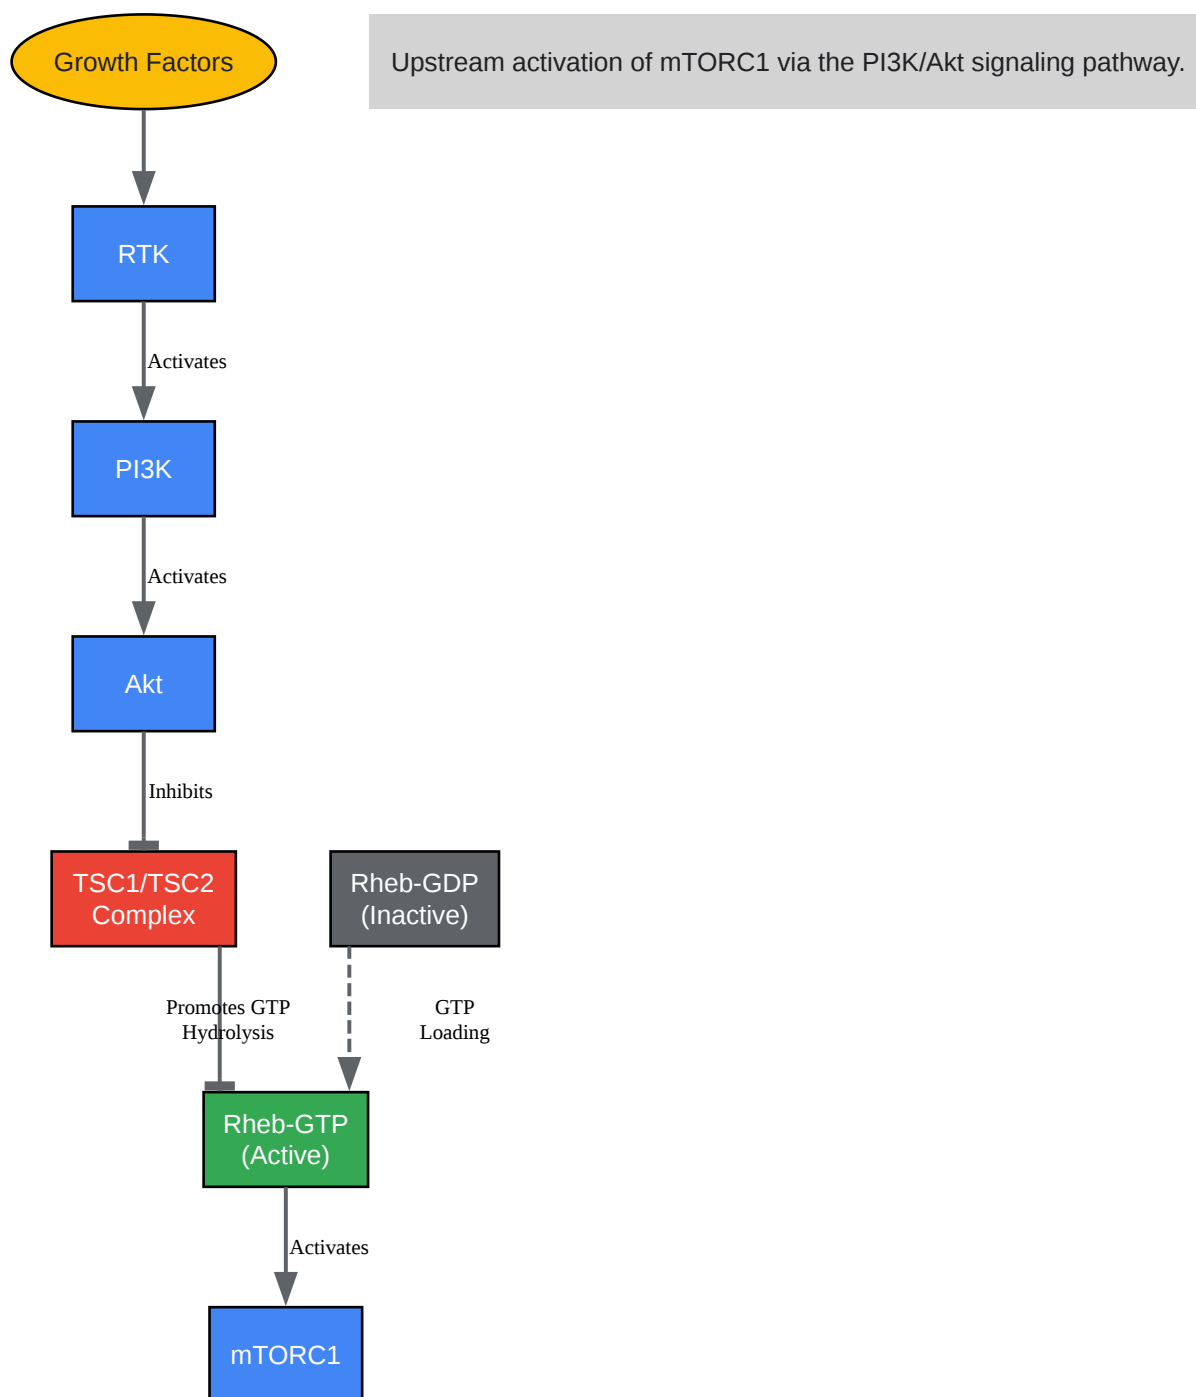 Growth Factors
Upstream activation of mTORC1 via the PI3K/Akt signaling pathway.
RTK
Activates
PI3K
Activates
Akt
Inhibits
TSC1/TSC2
Complex
Rheb-GDP
(Inactive)
Promotes GTP
Hydrolysis
GTP
Loading
Rheb-GTP
(Active)
Activates
mTORC1